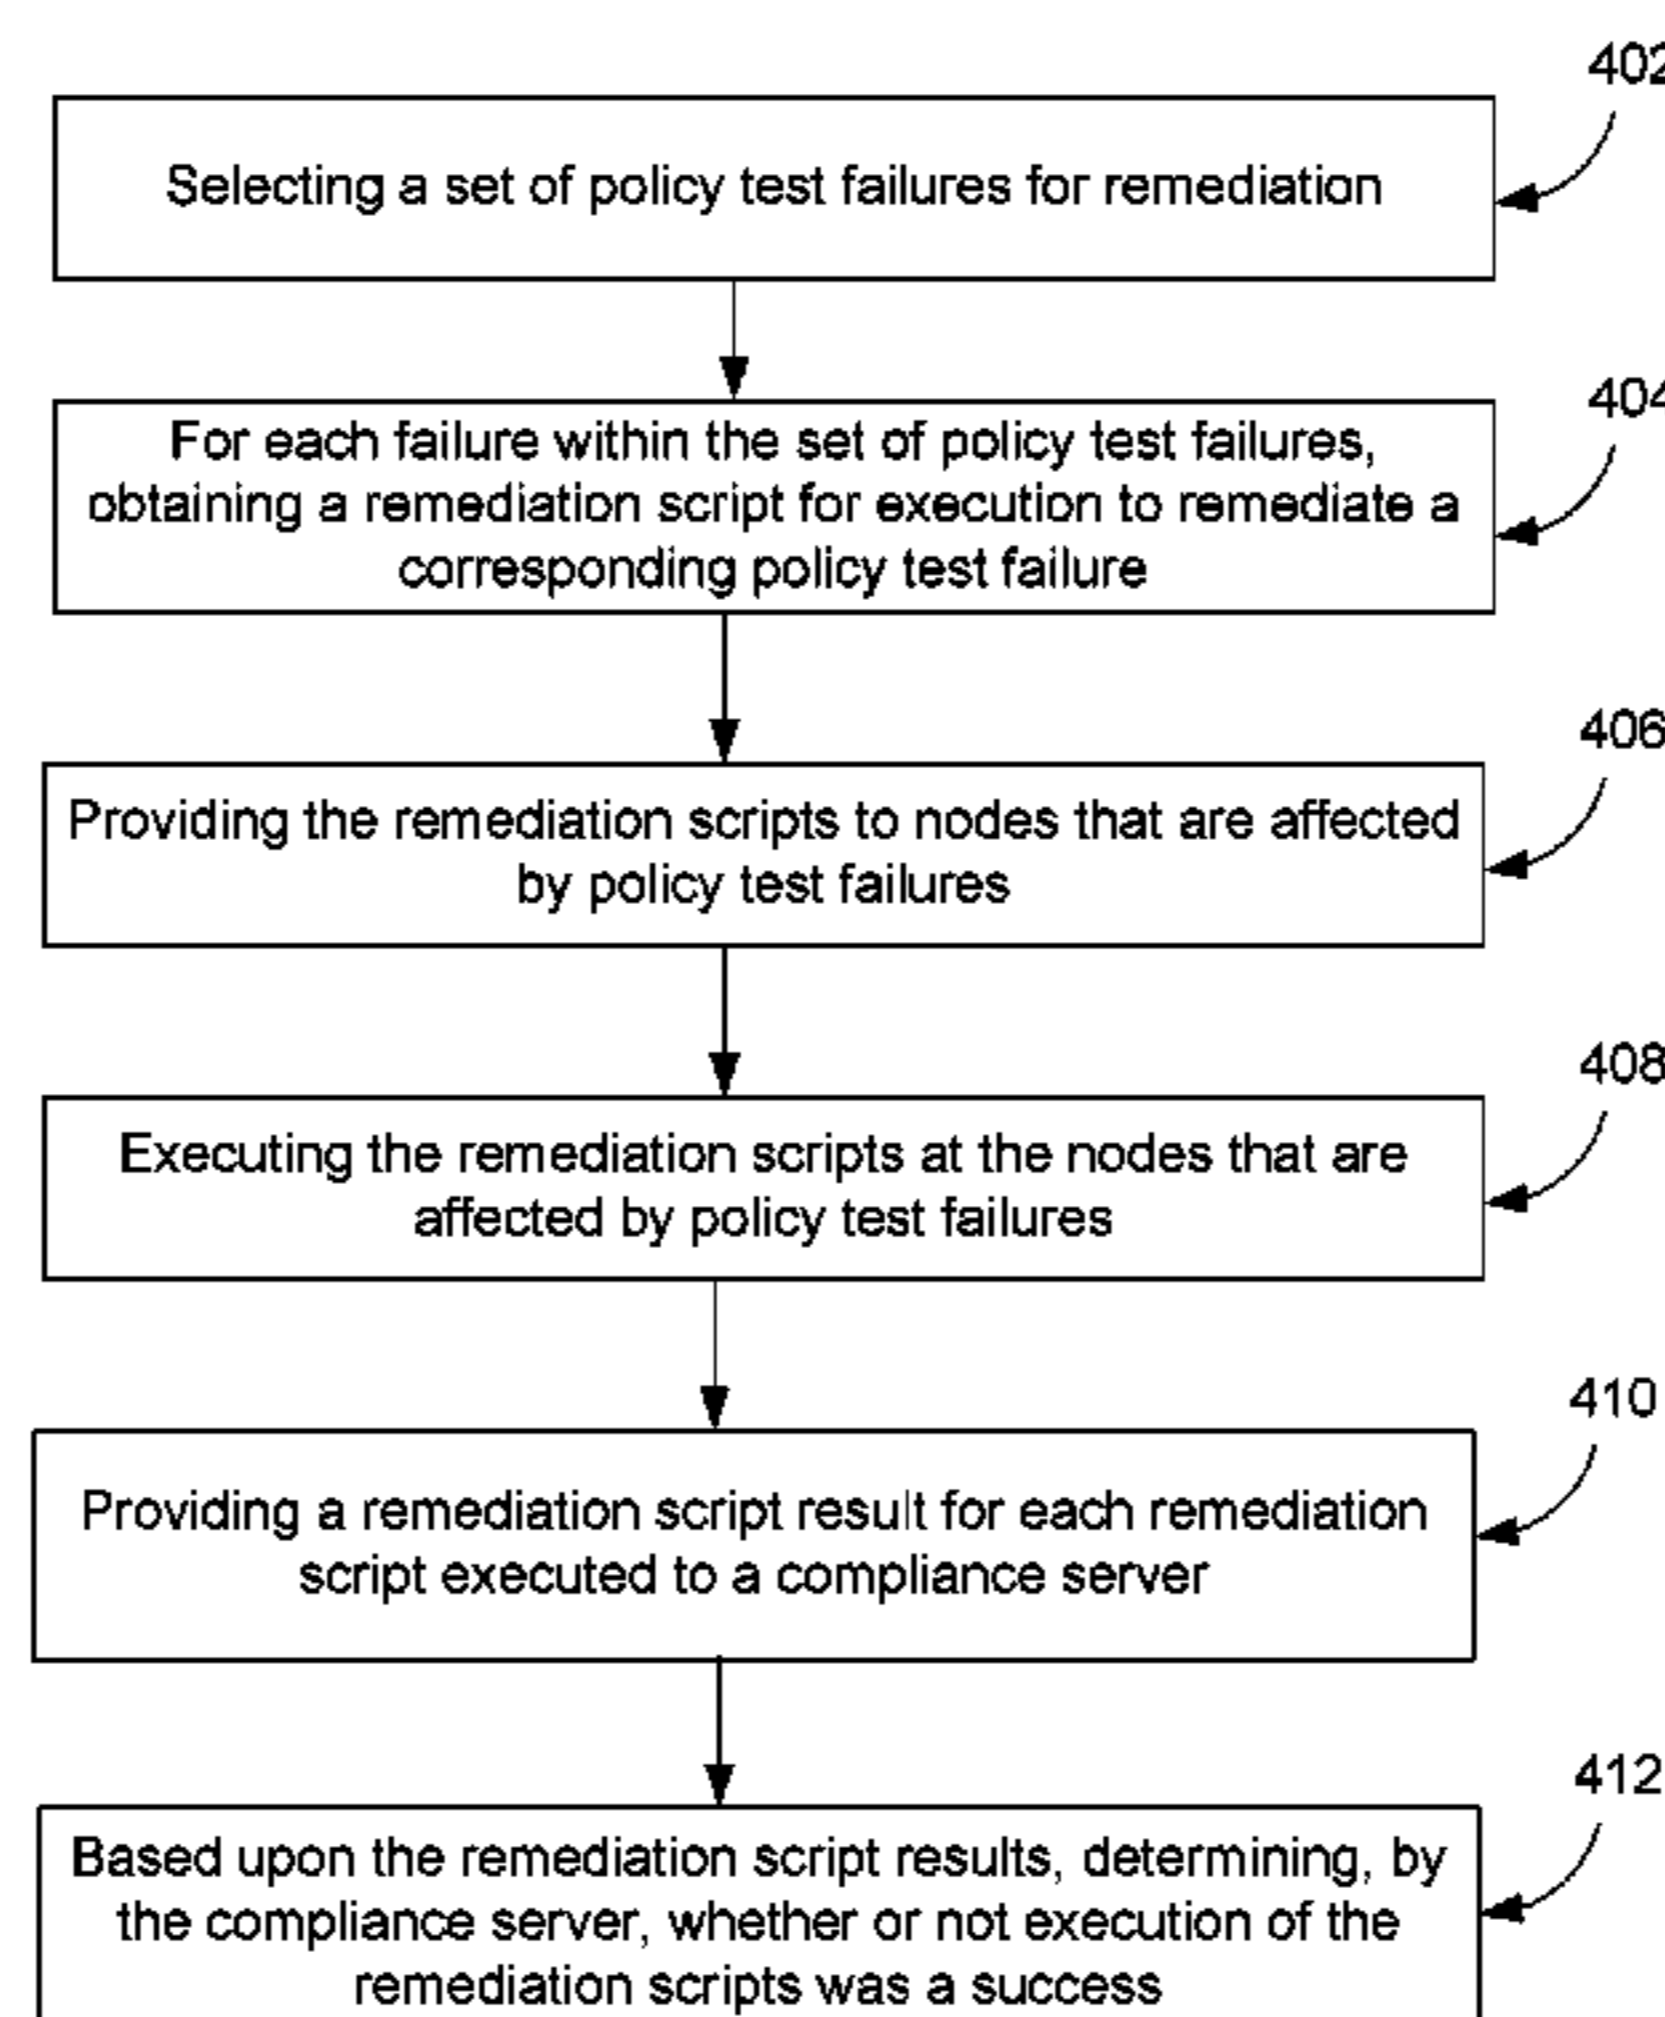 402
Selecting a set of policy test failures for remediation
404
For each failure within the set of policy test failures,
obtaining a remediation script for execution to remediate a
corresponding policy test failure
406
Providing the remediation scripts to nodes that are affected
by policy test failures
408
Executing the remediation scripts at the nodes that are
affected by policy test failures
410
Providing a remediation script result for each remediation
script executed to a compliance server
412
Based upon the remediation script results, determining, by
the compliance server, whether or not execution of the
remediation scripts was a success